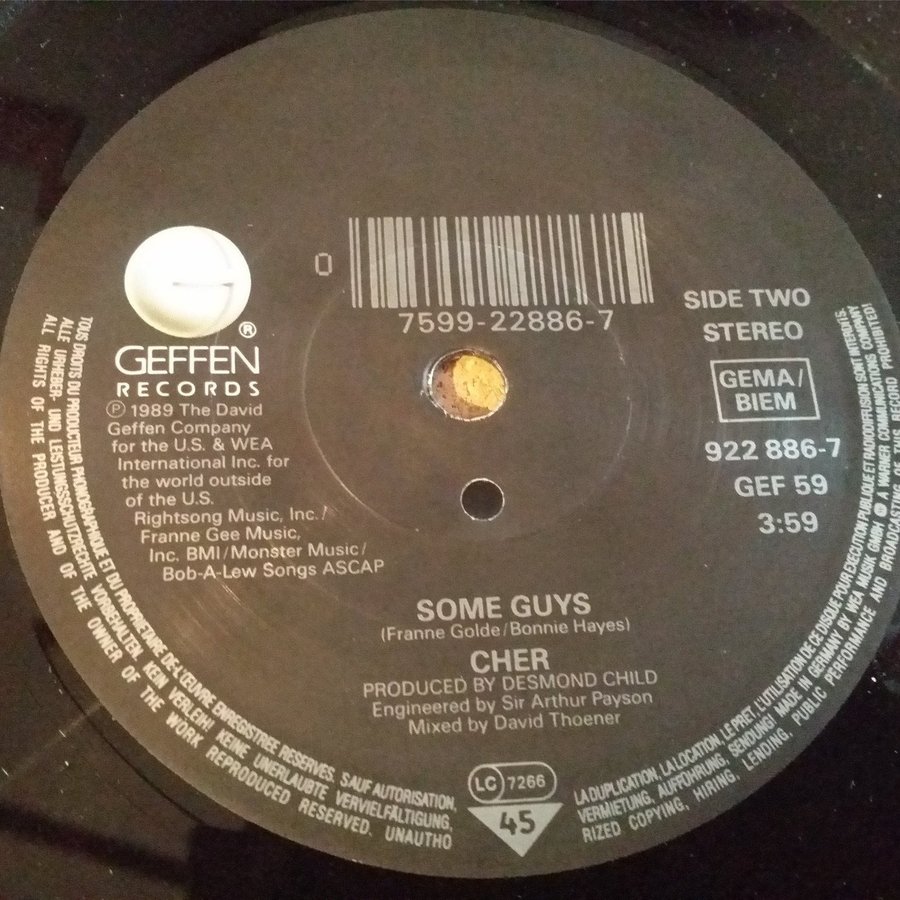 0
7599-22886-7
GEFFEN
RECORDS
®
℗ 1989 The David
Geffen Company
for the U.S. & WEA
International Inc. for
the world outside
of the U.S.
Rightsong Music, Inc./
Franne Gee Music,
Inc. BMI/Monster Music/
Bob-A-Lew Songs ASCAP
SIDE TWO
STEREO
GEMA/
BIEM
922 886-7
GEF 59
3:59
SOME GUYS
(Franne Golde/Bonnie Hayes)
CHER
PRODUCED BY DESMOND CHILD
Engineered by Sir Arthur Payson
Mixed by David Thoener
LC 7266
45
TOUS DROITS DU PRODUCTEUR PHONOGRAPHIQUE ET DU PROPRIETAIRE DE L'ŒUVRE ENREGISTREE RESERVES. SAUF AUTORISATION, LA DUPLICATION, LA LOCATION, LE PRET, L'UTILISATION DE CE DISQUE POUR EXECUTION PUBLIQUE ET RADIODIFFUSION SONT INTERDITS.
ALLE URHEBER- UND LEISTUNGSSCHUTZRECHTE VORBEHALTEN. KEIN VERLEIH! KEINE UNERLAUBTE VERVIELFÄLTIGUNG, VERMIETUNG, AUFFÜHRUNG, SENDUNG! MADE IN GERMANY BY WEA MUSIK GMBH A WARNER COMMUNICATIONS COMPANY
ALL RIGHTS OF THE PRODUCER AND OF THE OWNER OF THE WORK REPRODUCED RESERVED. UNAUTHORIZED COPYING, HIRING, LENDING, PUBLIC PERFORMANCE AND BROADCASTING OF THIS RECORD PROHIBITED!